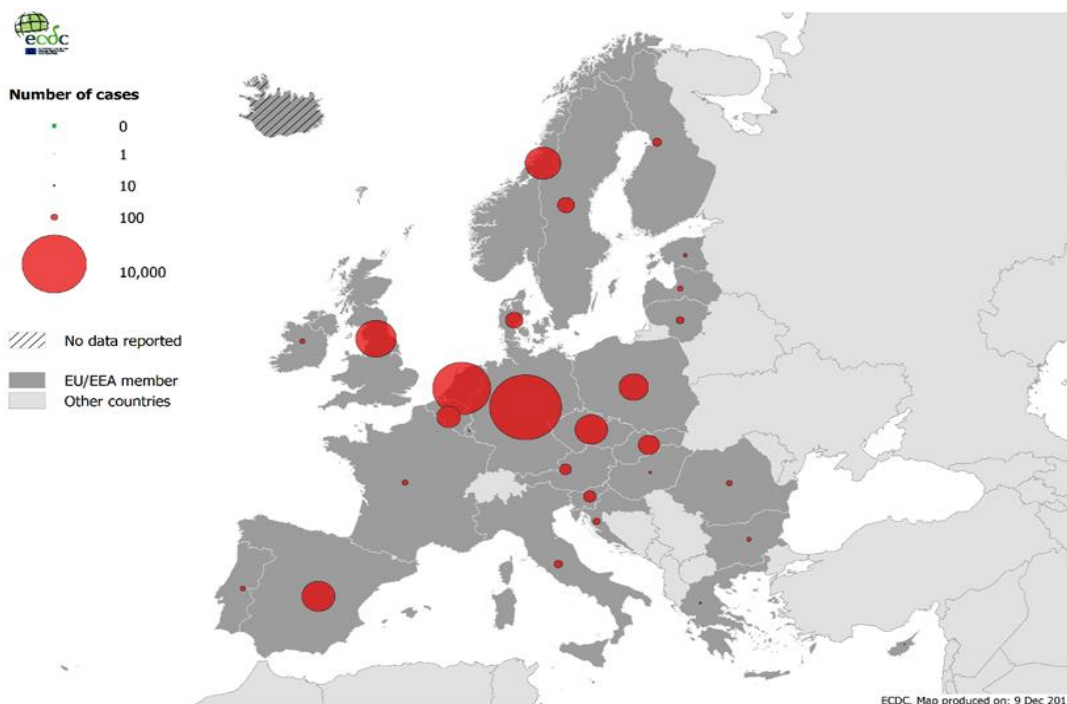 ecdc
Number of cases
0
1
10
100
10,000
No data reported
EU/EEA member
Other countries
ECDC. Map produced on: 9 Dec 201